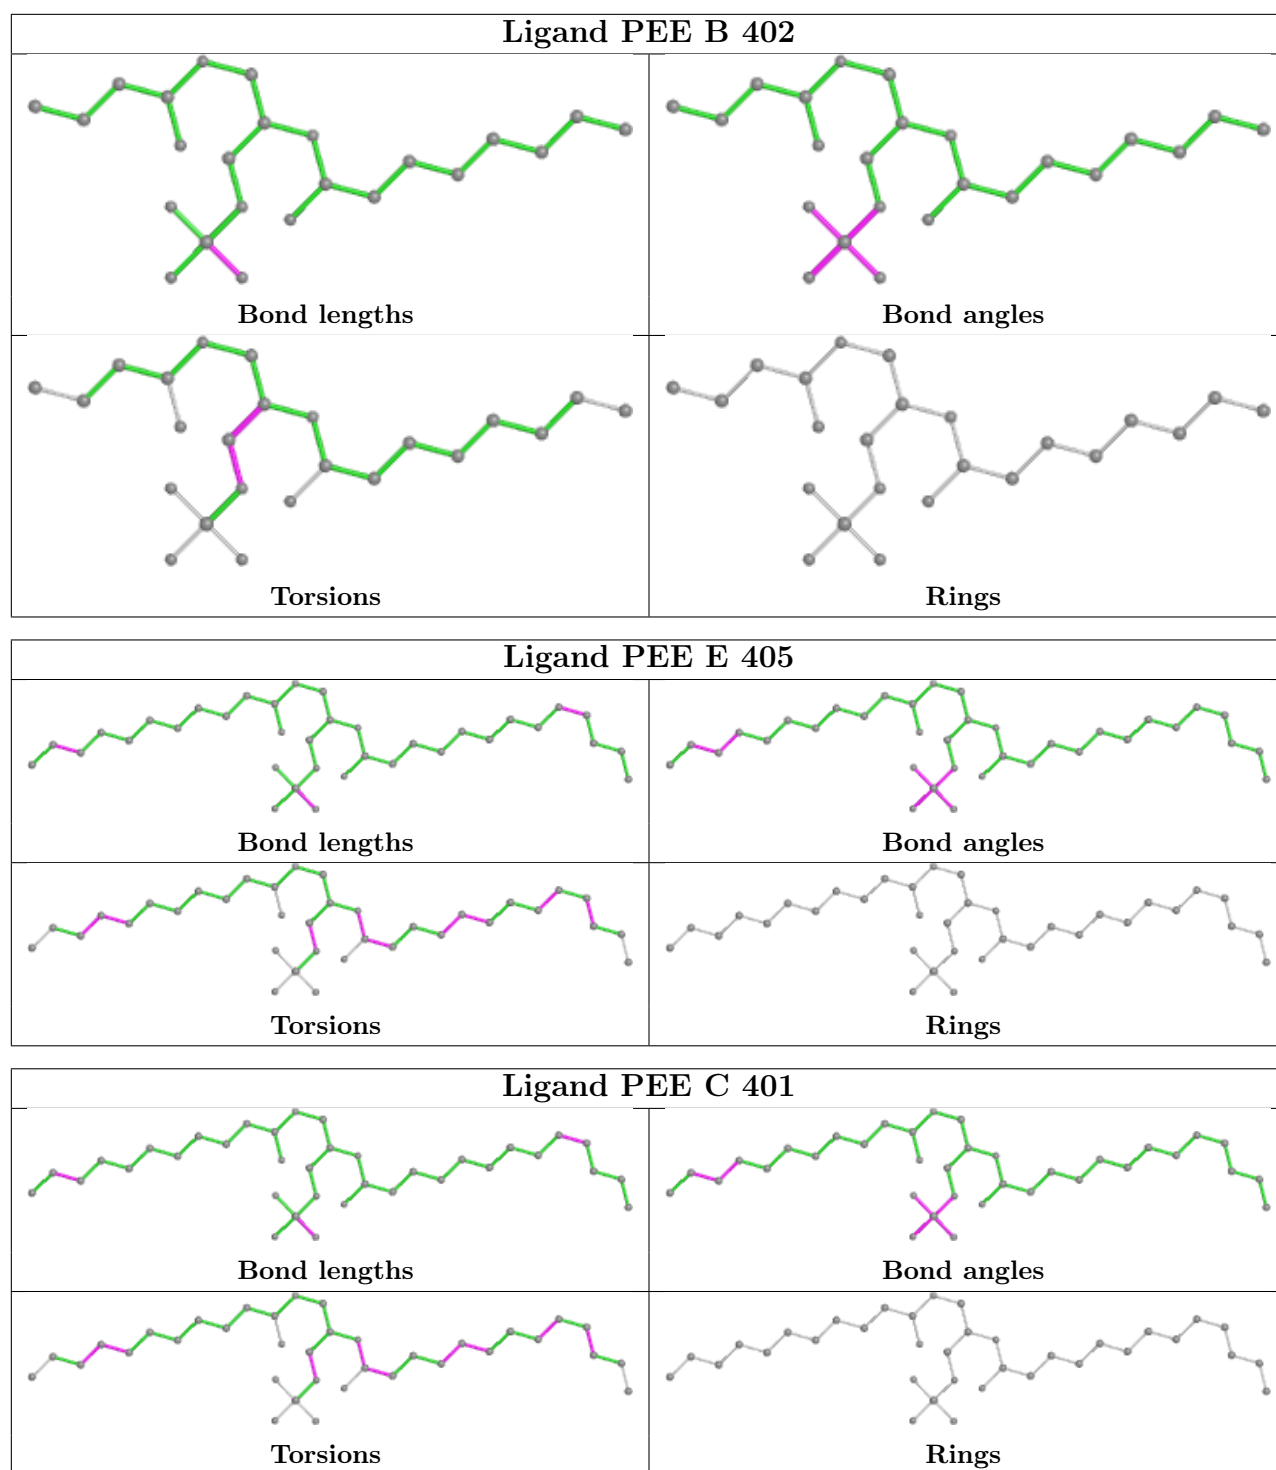 Ligand PEE B 402
Bond lengths
Bond angles
Torsions
Rings
Ligand PEE E 405
Bond lengths
Bond angles
Torsions
Rings
Ligand PEE C 401
Bond lengths
Bond angles
Torsions
Rings